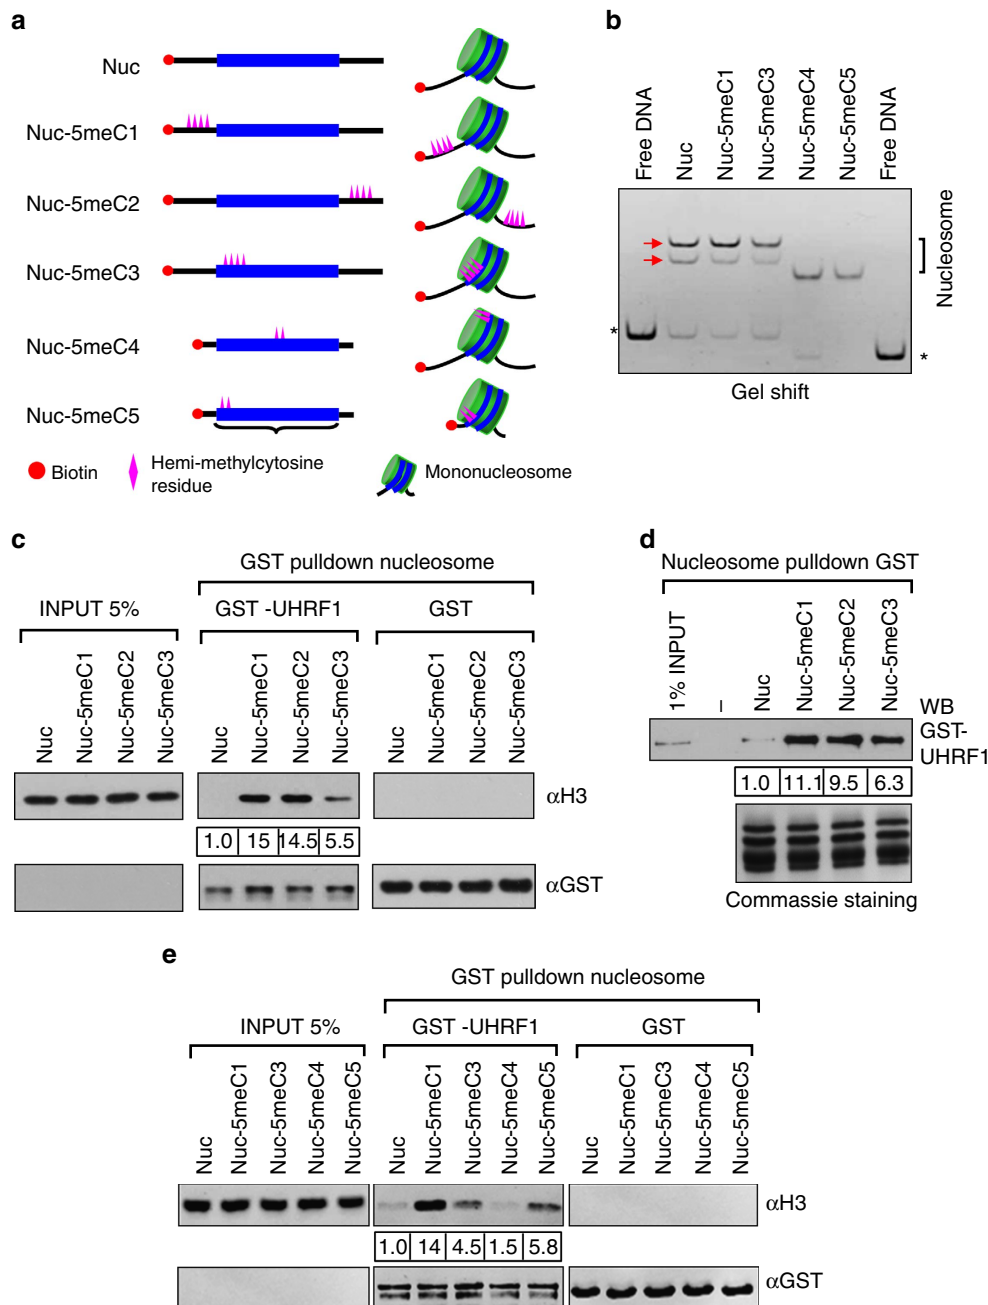 a
Nuc
Nuc-5meC1
Nuc-5meC2
Nuc-5meC3
Nuc-5meC4
Nuc-5meC5
Biotin
Hemi-methylcytosine
residue
Mononucleosome
b
Free DNA
Nuc
Nuc-5meC1
Nuc-5meC3
Nuc-5meC4
Nuc-5meC5
Free DNA
*
*
Nucleosome
Gel shift
c
GST pulldown nucleosome
INPUT 5%
GST -UHRF1
GST
Nuc
Nuc-5meC1
Nuc-5meC2
Nuc-5meC3
Nuc
Nuc-5meC1
Nuc-5meC2
Nuc-5meC3
Nuc
Nuc-5meC1
Nuc-5meC2
Nuc-5meC3
αH3
1.0 15 14.5 5.5
αGST
d
Nucleosome pulldown GST
1% INPUT
–
Nuc
Nuc-5meC1
Nuc-5meC2
Nuc-5meC3
WB
GST-
UHRF1
1.0 11.1 9.5 6.3
Commassie staining
e
GST pulldown nucleosome
INPUT 5%
GST -UHRF1
GST
Nuc
Nuc-5meC1
Nuc-5meC3
Nuc-5meC4
Nuc-5meC5
Nuc
Nuc-5meC1
Nuc-5meC3
Nuc-5meC4
Nuc-5meC5
Nuc
Nuc-5meC1
Nuc-5meC3
Nuc-5meC4
Nuc-5meC5
αH3
1.0 14 4.5 1.5 5.8
αGST